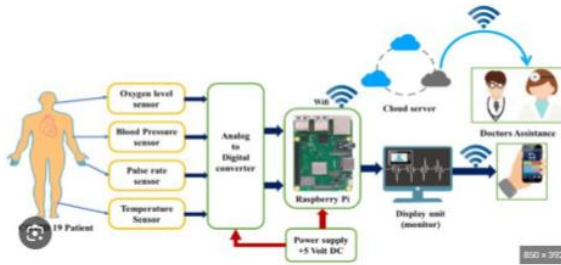 Oxygen level
sensor
Blood Pressure
sensor
Pulse rate
sensor
Temperature
Sensor
19 Patient
Analog
to
Digital
converter
Wifi
Raspberry Pi
Power supply
+5 Volt DC
Cloud server
Doctors Assistance
Display unit
(monitor)
850 × 392